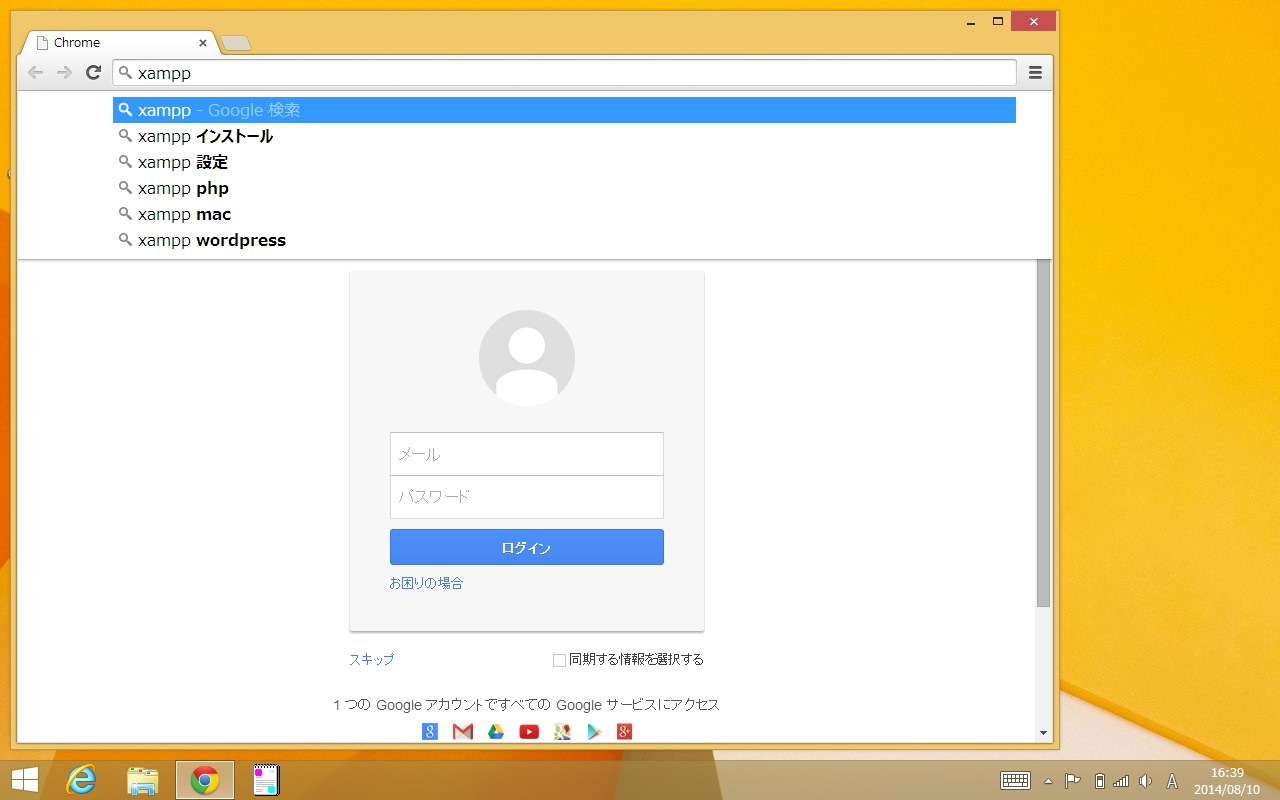 Chrome
xampp
xampp - Google 検索
xampp インストール
xampp 設定
xampp php
xampp mac
xampp wordpress
メール
パスワード
ログイン
お困りの場合
スキップ
同期する情報を選択する
1 つの Google アカウントですべての Google サービスにアクセス
A
16:39
2014/08/10